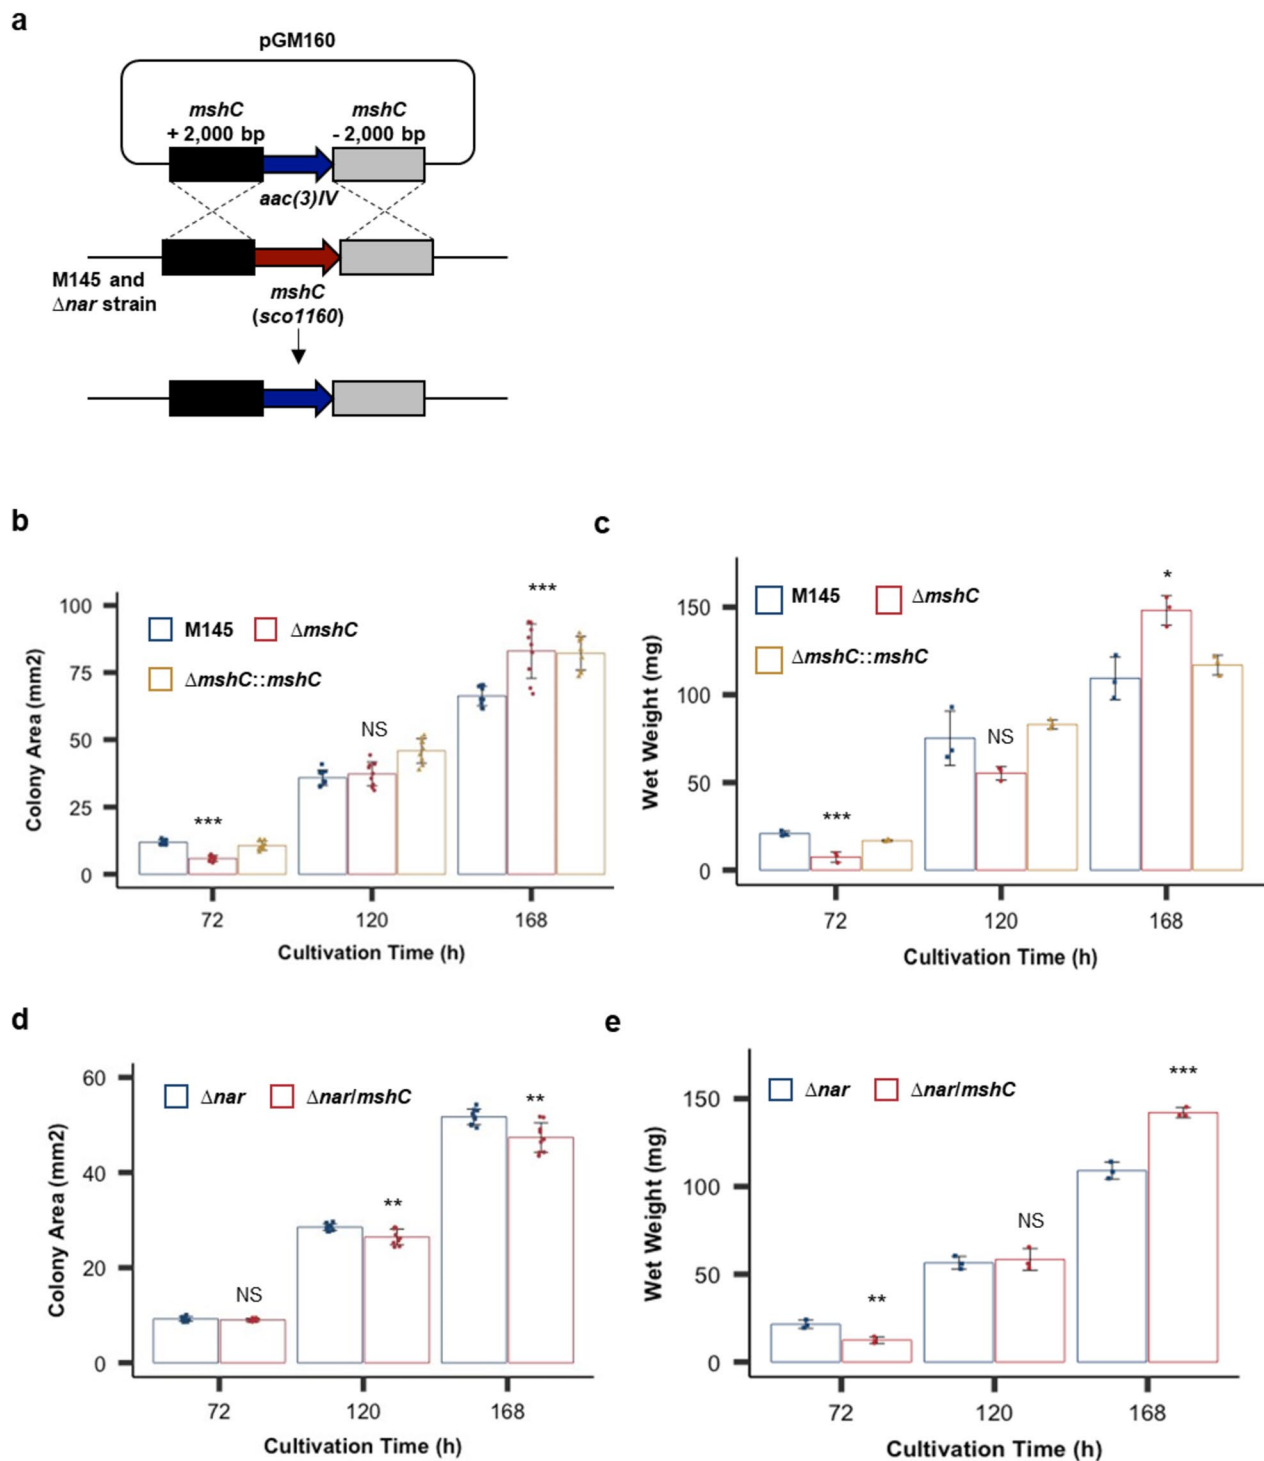 a
pGM160
mshC
+ 2,000 bp
mshC
- 2,000 bp
aac(3)IV
M145 and
Δnar strain
mshC
(sco1160)
b
Colony Area (mm2)
100
75
50
25
0
M145
ΔmshC
ΔmshC::mshC
***
NS
***
72
120
168
Cultivation Time (h)
c
Wet Weight (mg)
150
100
50
0
M145
ΔmshC
ΔmshC::mshC
***
NS
*
72
120
168
Cultivation Time (h)
d
Colony Area (mm2)
60
40
20
0
Δnar
Δnar/mshC
NS
**
**
72
120
168
Cultivation Time (h)
e
Wet Weight (mg)
150
100
50
0
Δnar
Δnar/mshC
**
NS
***
72
120
168
Cultivation Time (h)